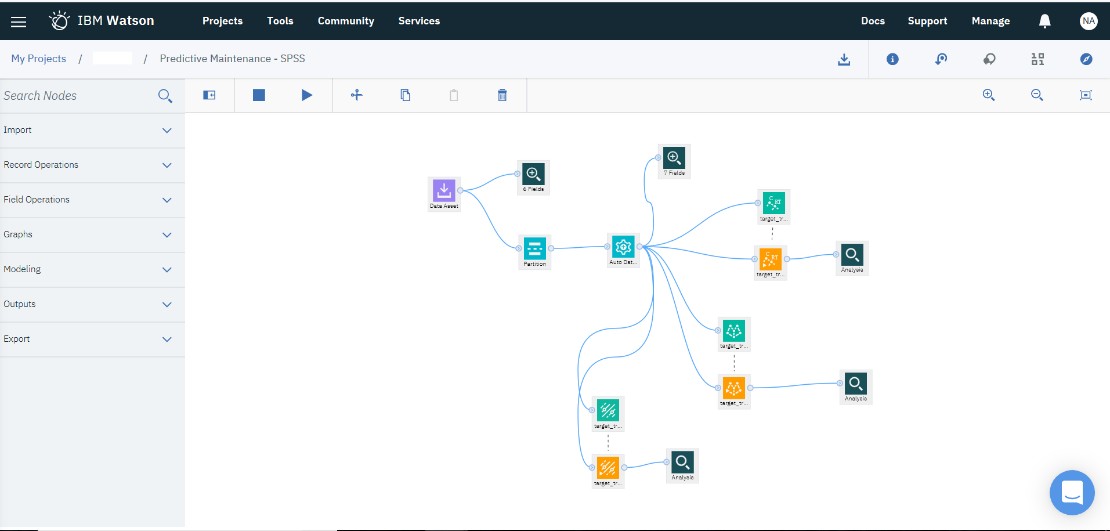 IBM Watson
Projects
Tools
Community
Services
Docs
Support
Manage
NA
My Projects / / Predictive Maintenance - SPSS
Search Nodes
Import
Record Operations
Field Operations
Graphs
Modeling
Outputs
Export
Data Asset
6 Fields
Partition
Auto Dat...
7 Fields
target_tr...
target_tr...
Analysis
target_tr...
target_tr...
Analysis
target_tr...
target_tr...
Analysis